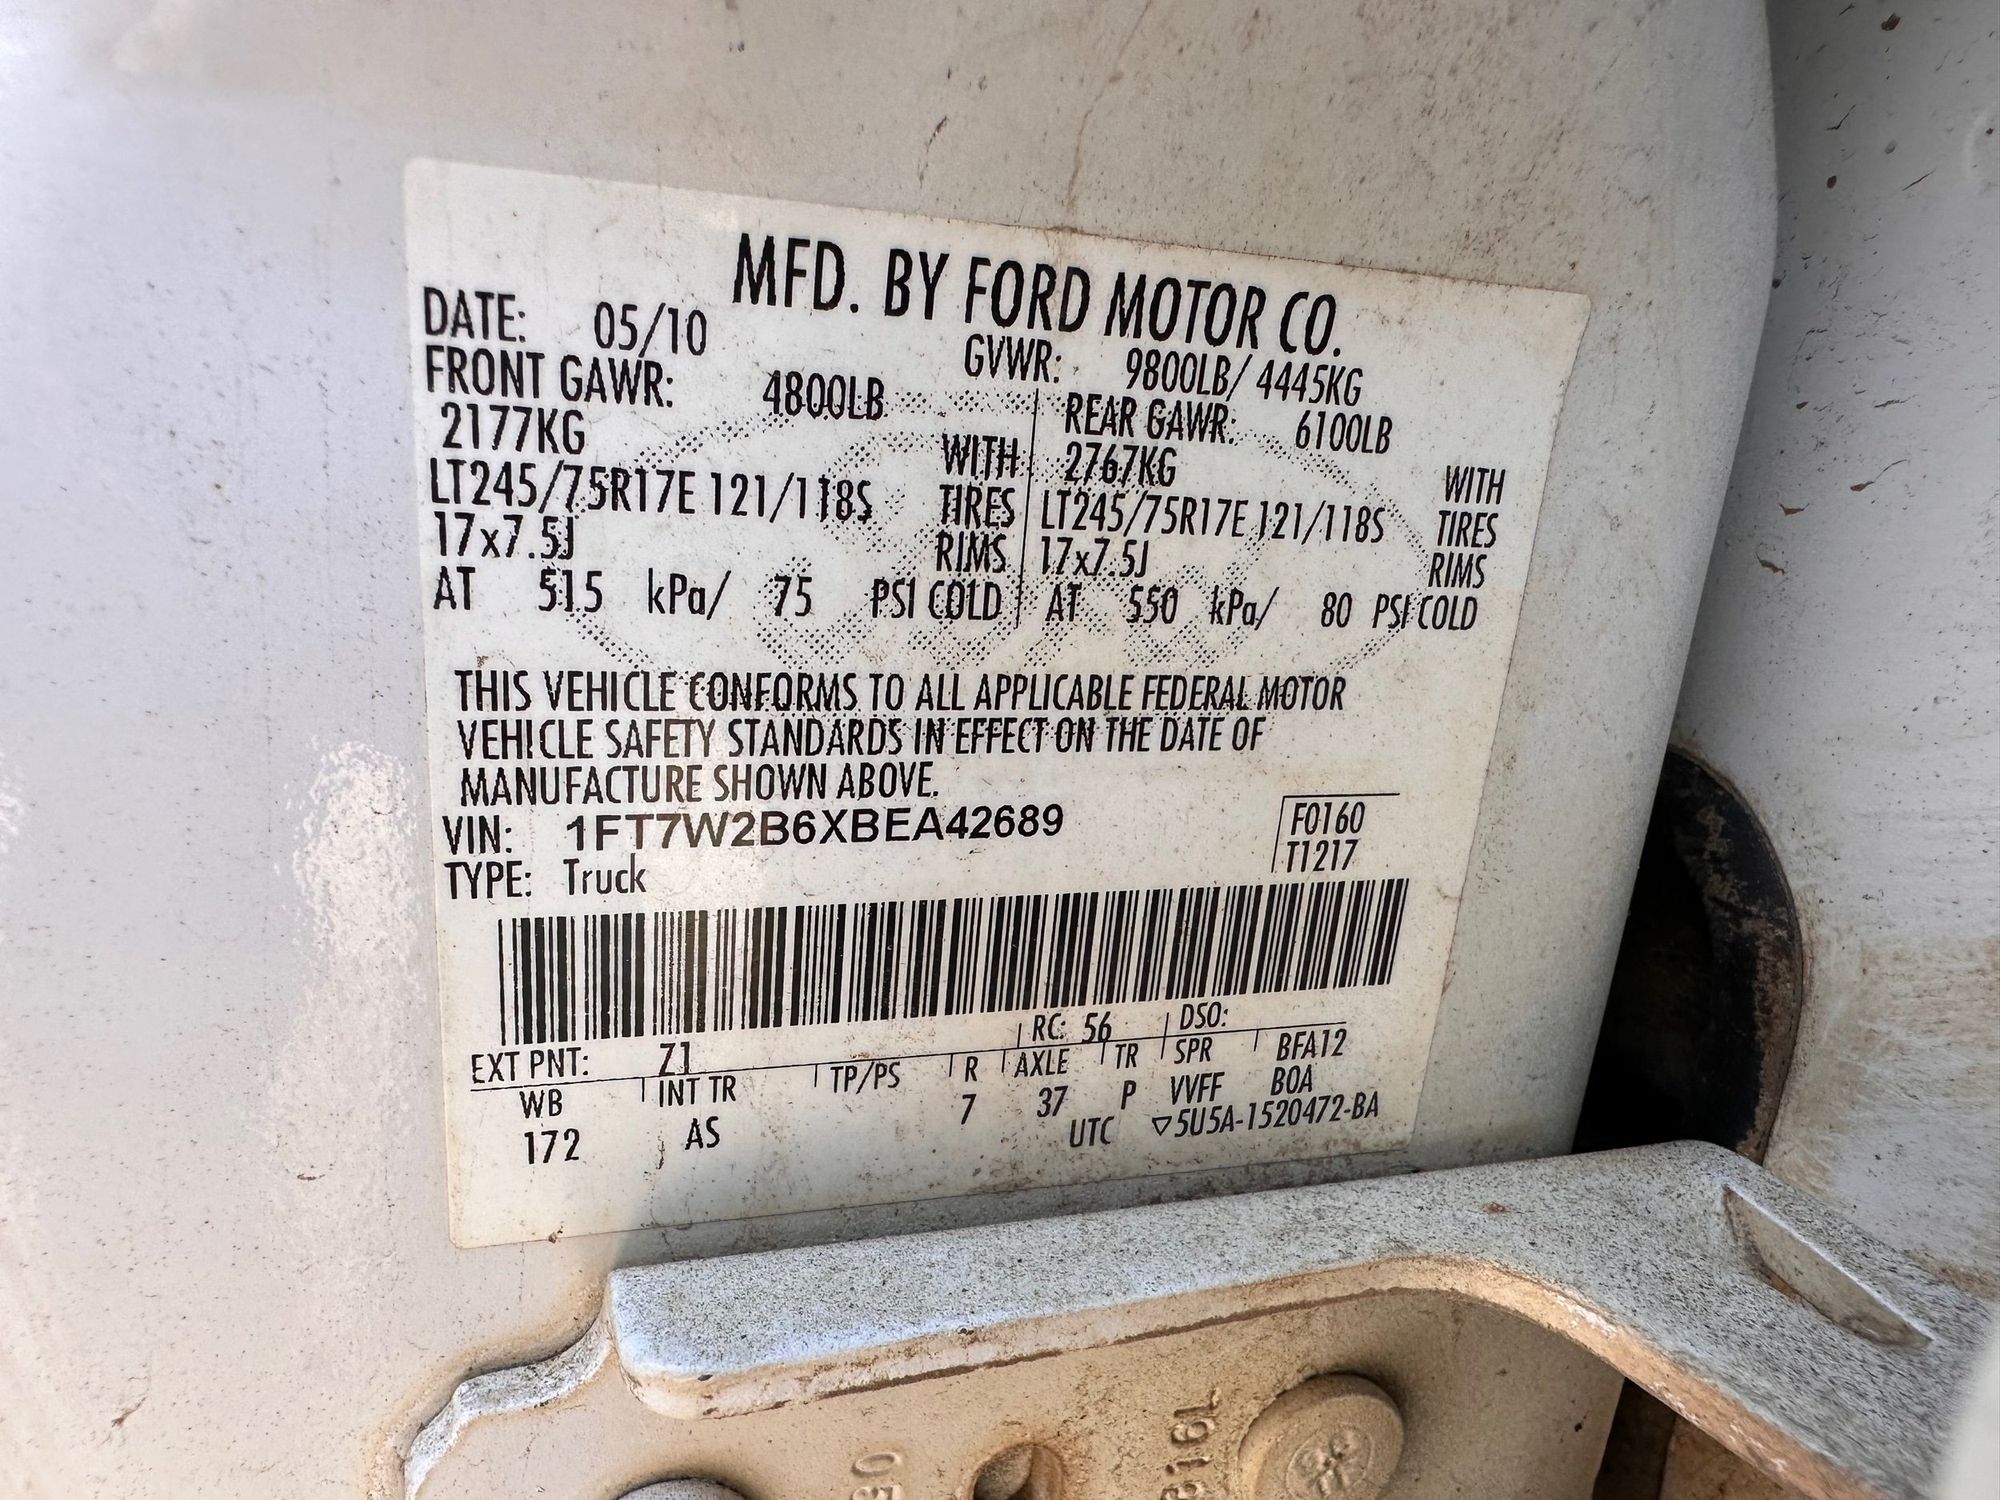 MFD. BY FORD MOTOR CO.
DATE: 05/10 GVWR: 9800LB/ 4445KG
FRONT GAWR: 4800LB REAR GAWR: 6100LB
2177KG WITH 2767KG WITH
LT245/75R17E 121/118S TIRES LT245/75R17E 121/118S TIRES
17x7.5J RIMS 17x7.5J RIMS
AT 515 kPa/ 75 PSI COLD AT 550 kPa/ 80 PSI COLD
THIS VEHICLE CONFORMS TO ALL APPLICABLE FEDERAL MOTOR
VEHICLE SAFETY STANDARDS IN EFFECT ON THE DATE OF
MANUFACTURE SHOWN ABOVE.
VIN: 1FT7W2B6XBEA42689 F0160
TYPE: Truck T1217
EXT PNT: Z1 RC: 56 DSO:
WB INT TR TP/PS R AXLE TR SPR BFA12
172 AS 7 37 P VVFF BOA
UTC ▽5U5A-1520472-BA